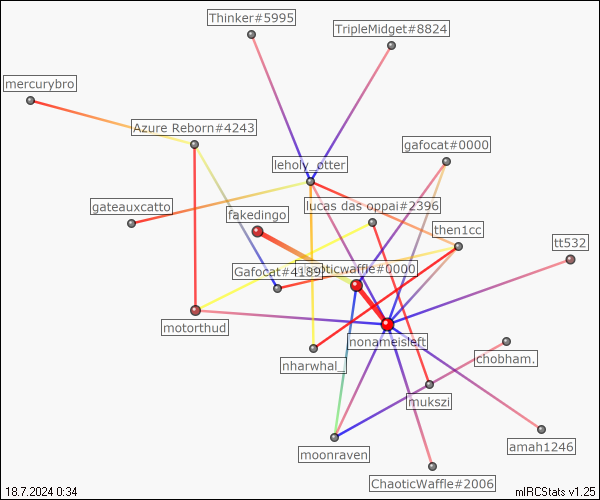 Thinker#5995
TripleMidget#8824
mercurybro
Azure Reborn#4243
gafocat#0000
leholy_otter
gateauxcatto
lucas das oppai#2396
fakedingo
then1cc
tt532
Gafocat#4189
oticwaffle#0000
motorthud
nonameisleft
nharwhal_
chobham.
mukszi
amah1246
moonraven
ChaoticWaffle#2006
18.7.2024 0:34
mIRCStats v1.25